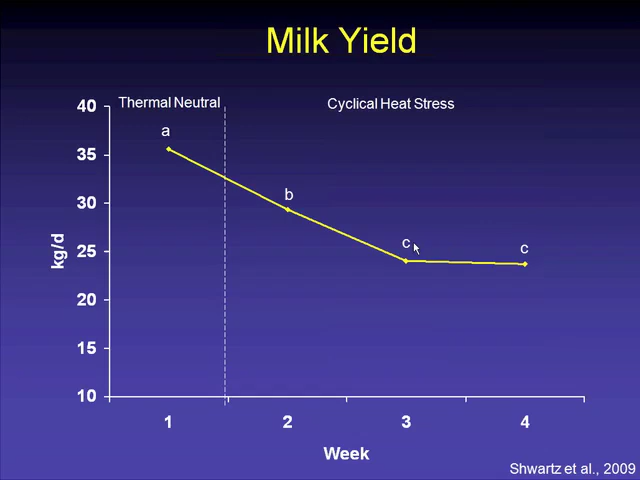 Milk Yield
Thermal Neutral
Cyclical Heat Stress
40
35
30
25
20
15
10
kg/d
a
b
c
c
1 2 3 4
Week
Shwartz et al., 2009